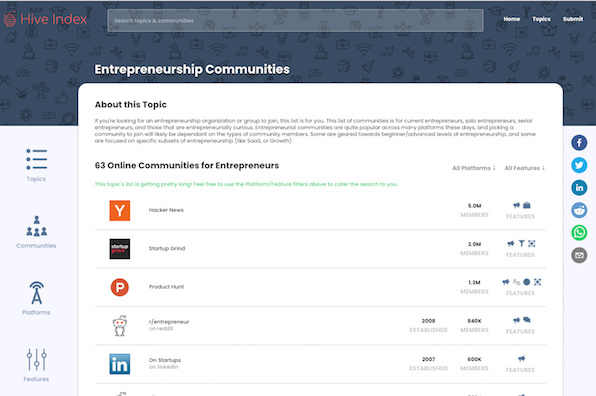 Hive Index
Search topics & communities
Home Topics Submit
Entrepreneurship Communities
About this Topic
If you're looking for an entrepreneurship organization or group to join, this list is for you. This list of communities is for current entrepreneurs, solo entrepreneurs, serial
entrepreneurs, and those that are entrepreneurially curious. Entrepreneurial communities are quite popular across many platforms these days, and picking a
community to join will likely be dependant on the types of community members. Some are geared towards beginner/advanced levels of entrepreneurship, and some
are focused on specific subsets of entrepreneurship (like SaaS, or Growth)
63 Online Communities for Entrepreneurs
All Platforms ↓ All Features ↓
This topic's list is getting pretty long! Feel free to use the Platform/Feature filters above to cater the search to you.
Topics
Communities
Platforms
Features
Y
Hacker News
5.0M
MEMBERS
FEATURES
startup
grind
Startup Grind
2.0M
MEMBERS
FEATURES
P
Product Hunt
1.3M
MEMBERS
FEATURES
r/entrepreneur
on reddit
2008
ESTABLISHED
840K
MEMBERS
FEATURES
in
On Startups
on linkedin
2007
ESTABLISHED
600K
MEMBERS
FEATURES
f
in